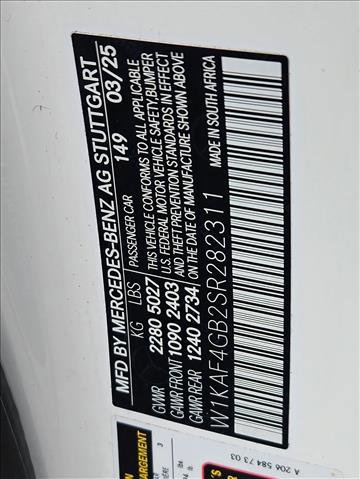 MFD BY MERCEDES-BENZ AG STUTTGART
149 03/25
KG LBS PASSENGER CAR
GVWR 2280 5027
GAWR FRONT 1090 2403
GAWR REAR 1240 2734
THIS VEHICLE CONFORMS TO ALL APPLICABLE
U.S. FEDERAL MOTOR VEHICLE SAFETY, BUMPER
AND THEFT PREVENTION STANDARDS IN EFFECT
ON THE DATE OF MANUFACTURE SHOWN ABOVE
MADE IN SOUTH AFRICA
W1KAF4GB2SR282311
A 206 584 73 03
3
lb.